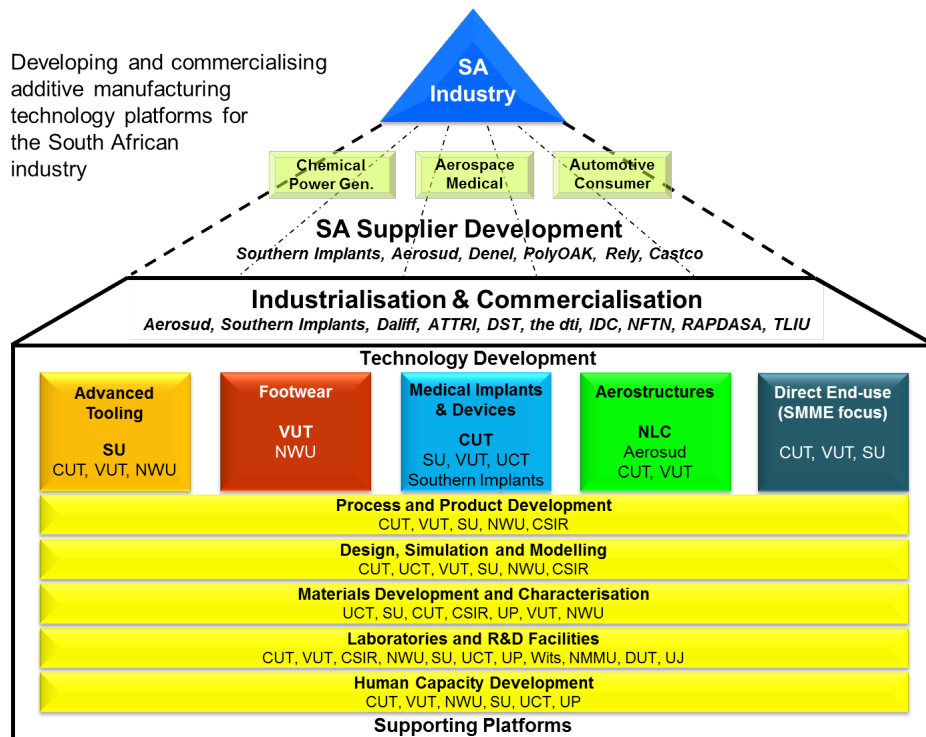 Developing and commercialising
additive manufacturing
technology platforms for
the South African
industry
SA
Industry
Chemical
Power Gen.
Aerospace
Medical
Automotive
Consumer
SA Supplier Development
Southern Implants, Aerosud, Denel, PolyOAK, Rely, Castco
Industrialisation & Commercialisation
Aerosud, Southern Implants, Daliff, ATTRI, DST, the dti, IDC, NFTN, RAPDASA, TLIU
Technology Development
Advanced
Tooling
SU
CUT, VUT, NWU
Footwear
VUT
NWU
Medical Implants
& Devices
CUT
SU, VUT, UCT
Southern Implants
Aerostructures
NLC
Aerosud
CUT, VUT
Direct End-use
(SMME focus)
CUT, VUT, SU
Process and Product Development
CUT, VUT, SU, NWU, CSIR
Design, Simulation and Modelling
CUT, UCT, VUT, SU, NWU, CSIR
Materials Development and Characterisation
UCT, SU, CUT, CSIR, UP, VUT, NWU
Laboratories and R&D Facilities
CUT, VUT, CSIR, NWU, SU, UCT, UP, Wits, NMMU, DUT, UJ
Human Capacity Development
CUT, VUT, NWU, SU, UCT, UP
Supporting Platforms